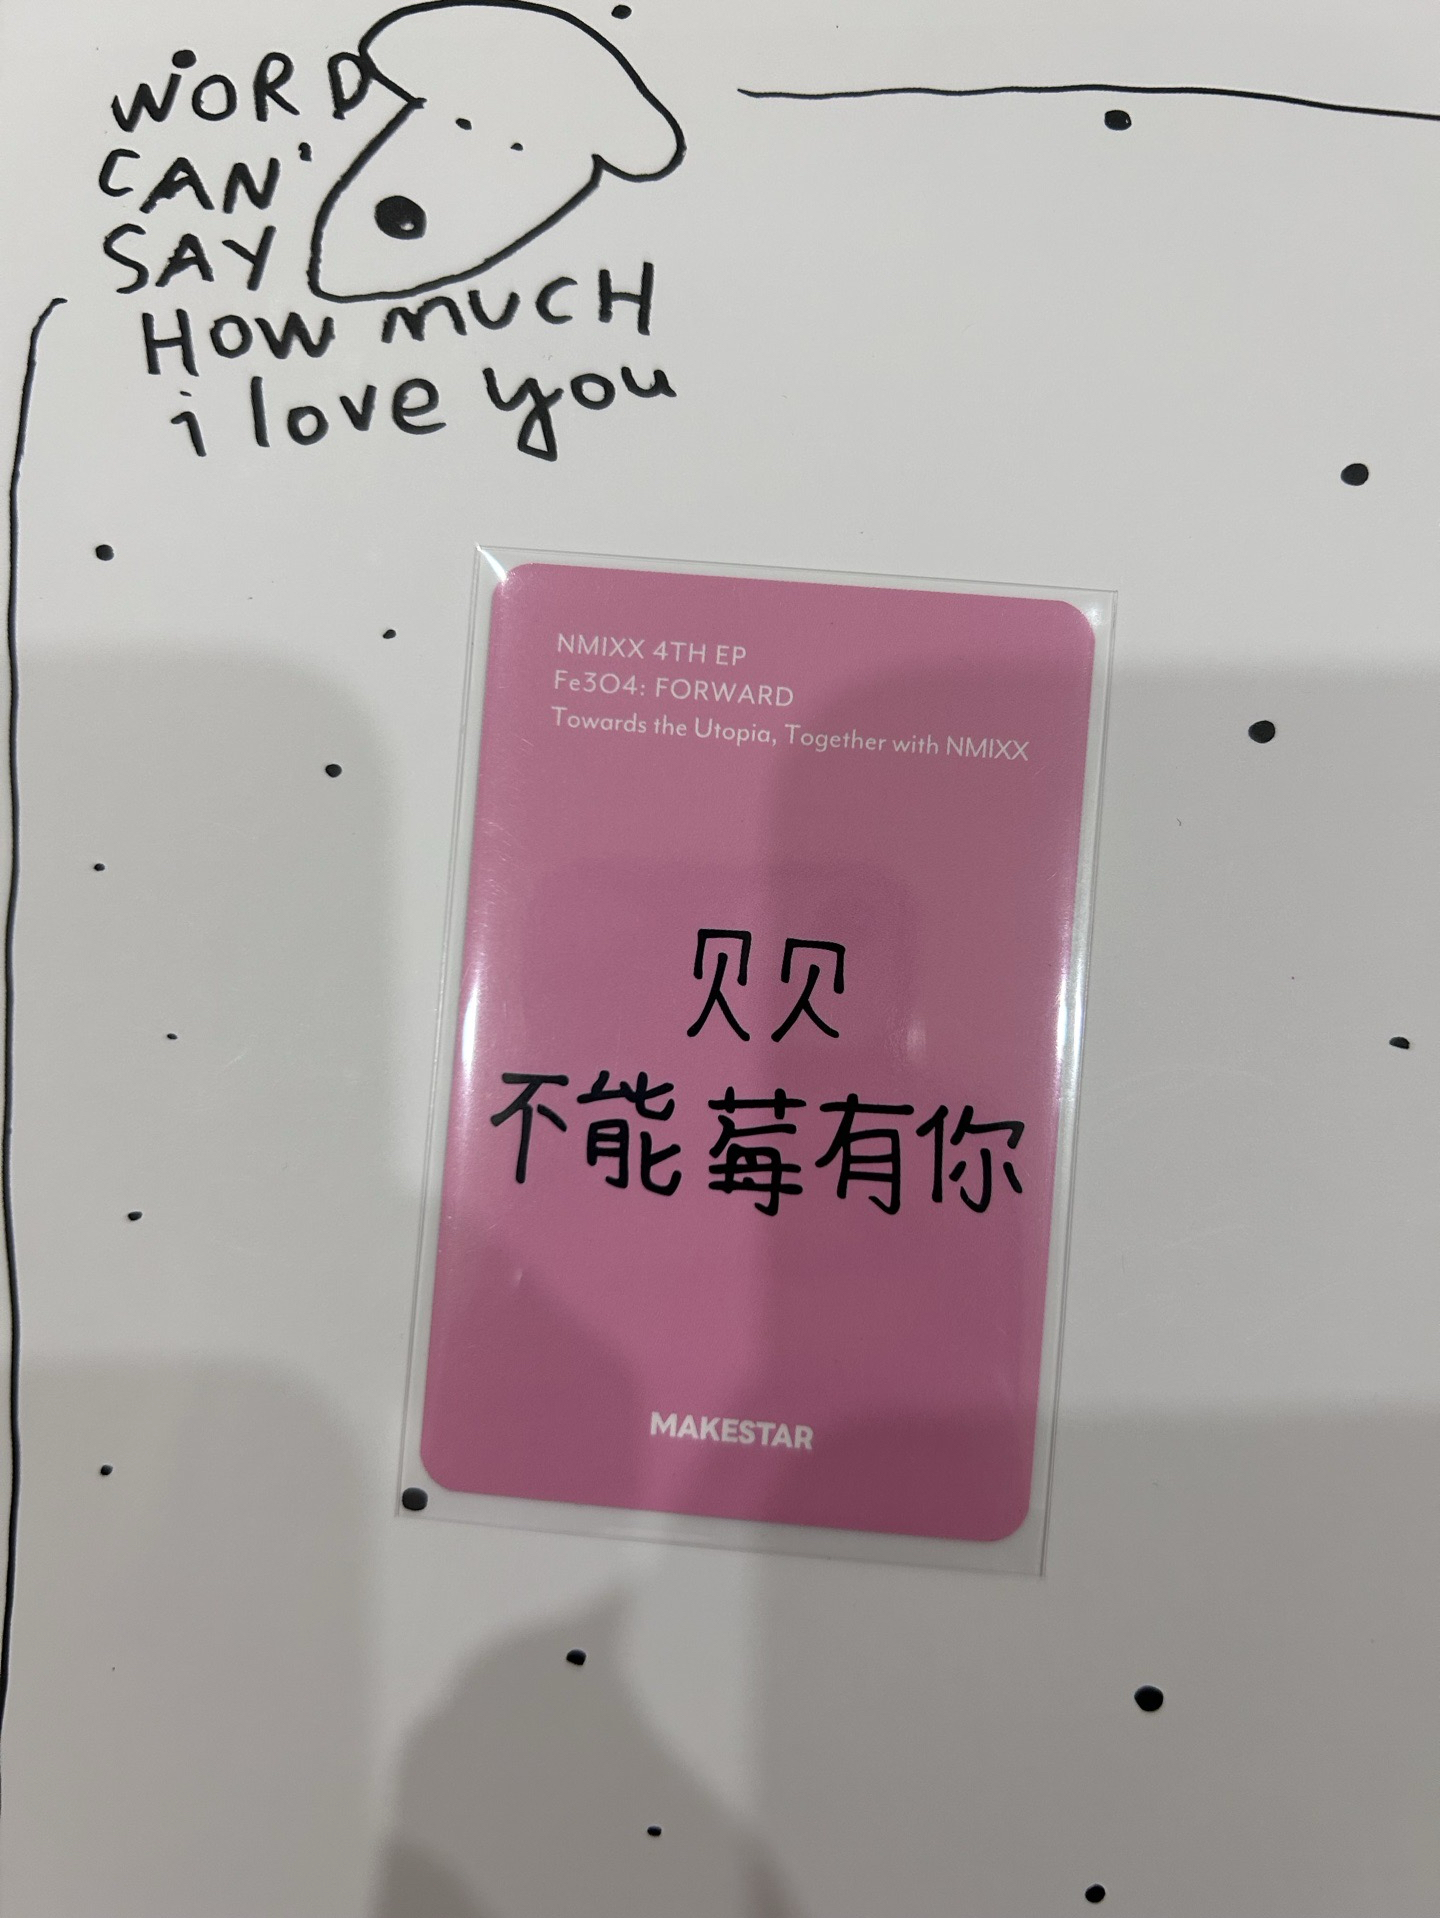 WORD
CAN'
SAY
HOW MUCH
i love you
NMIXX 4TH EP
Fe3O4: FORWARD
Towards the Utopia, Together with NMIXX
贝贝
不能莓有你
MAKESTAR